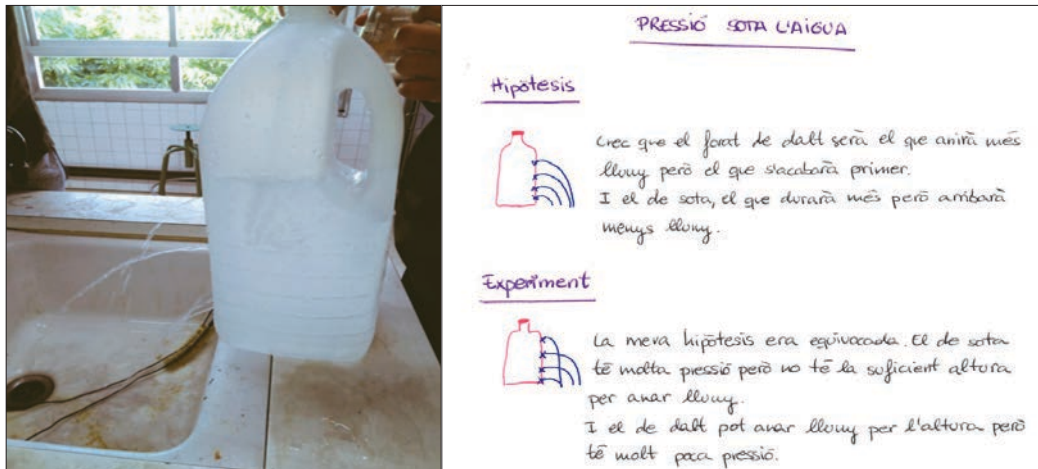 PRESSIÓ SOTA L'AIGUA
Hipòtesis
Crec que el forat de dalt serà el que anirà més
lluny però el que s'acabarà primer.
I el de sota, el que durarà més però arribarà
menys lluny.
Experiment
La meva hipòtesis era equivocada. El de sota
té molta pressió però no té la suficient altura
per anar lluny.
I el de dalt pot anar lluny per l'altura però
té molt poca pressió.